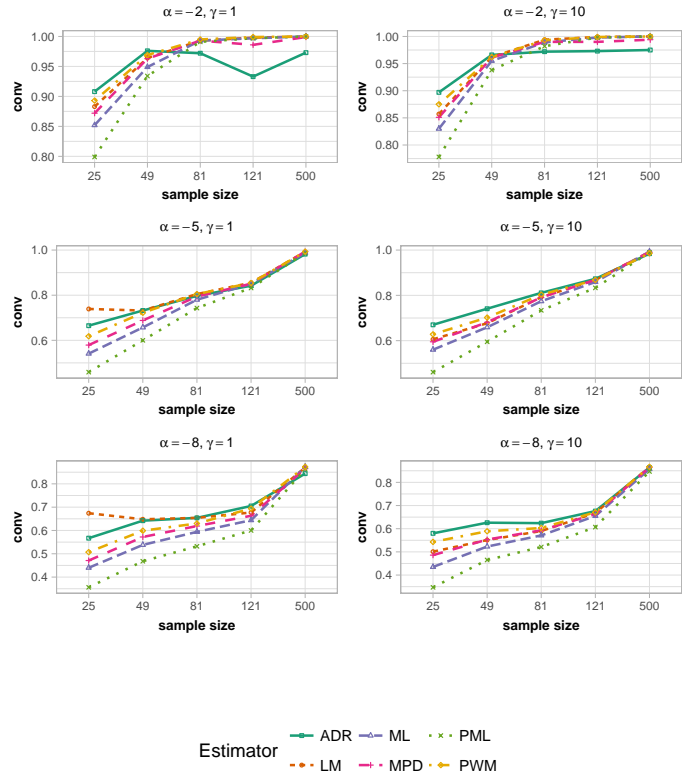 α = −2, γ = 1
1.00
0.95
0.90
0.85
0.80
conv
25 49 81 121 500
sample size
α = −2, γ = 10
1.00
0.95
0.90
0.85
0.80
conv
25 49 81 121 500
sample size
α = −5, γ = 1
1.0
0.8
0.6
conv
25 49 81 121 500
sample size
α = −5, γ = 10
1.0
0.8
0.6
conv
25 49 81 121 500
sample size
α = −8, γ = 1
0.8
0.7
0.6
0.5
0.4
conv
25 49 81 121 500
sample size
α = −8, γ = 10
0.8
0.7
0.6
0.5
0.4
conv
25 49 81 121 500
sample size
Estimator
ADR ML PML
LM MPD PWM